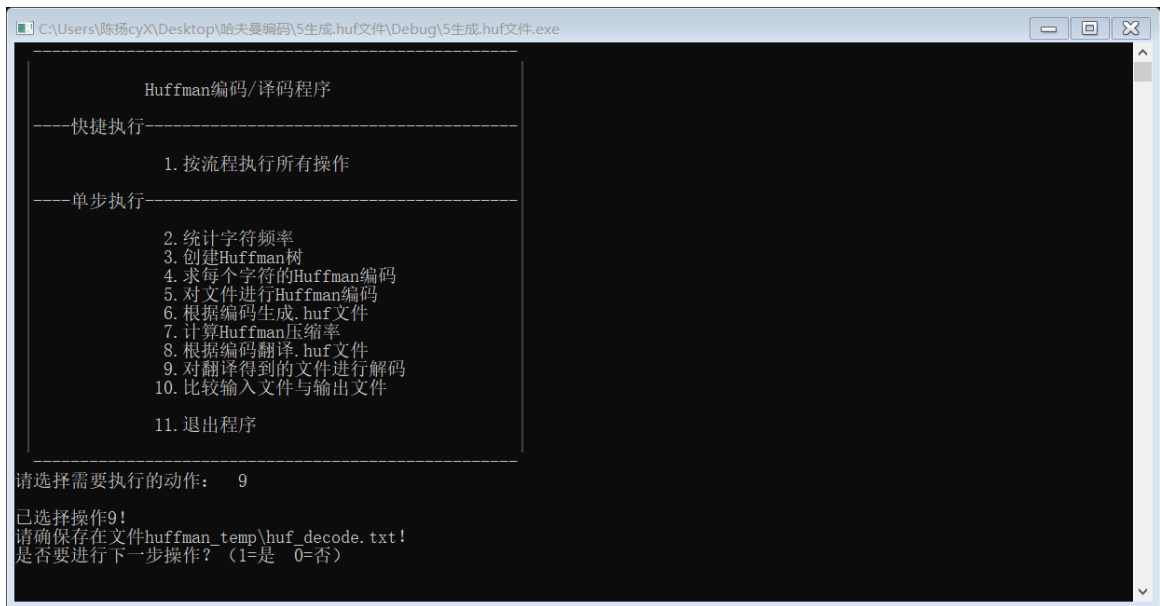 C:\Users\陈扬cyX\Desktop\哈夫曼编码\5生成.huf文件\Debug\5生成.huf文件.exe
Huffman编码/译码程序
----快捷执行----------------------------------------
1.按流程执行所有操作
----单步执行----------------------------------------
2.统计字符频率
3.创建Huffman树
4.求每个字符的Huffman编码
5.对文件进行Huffman编码
6.根据编码生成.huf文件
7.计算Huffman压缩率
8.根据编码翻译.huf文件
9.对翻译得到的文件进行解码
10.比较输入文件与输出文件
11.退出程序
请选择需要执行的动作： 9
已选择操作9!
请确保存在文件huffman_temp\huf_decode.txt!
是否要进行下一步操作？（1=是 0=否）